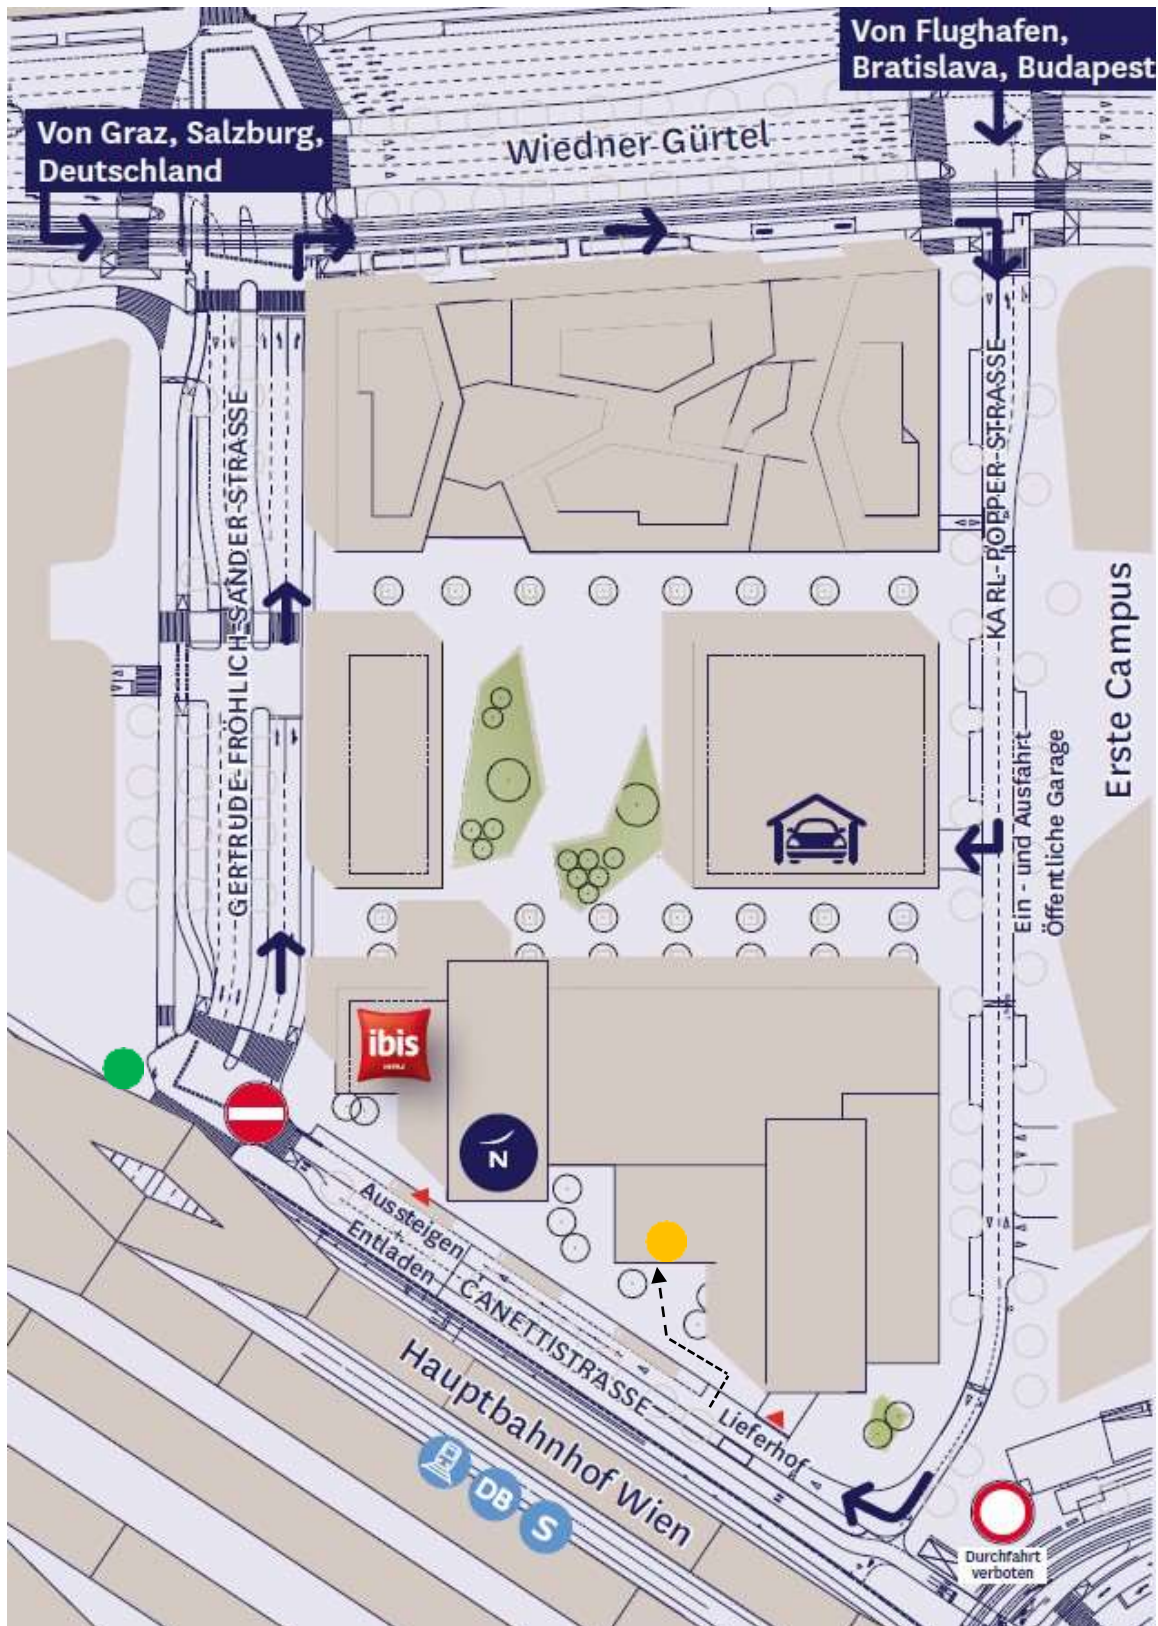 Von Flughafen,
Bratislava, Budapest
Von Graz, Salzburg,
Deutschland
Wiedner Gürtel
GERTRUDE-FRÖHLICH-SANDER-STRASSE
KARL-POPPER-STRASSE
Erste Campus
Ein - und Ausfahrt
Öffentliche Garage
ibis
HOTEL
N
Aussteigen
Entladen
CANETTISTRASSE
Lieferhof
Hauptbahnhof Wien
DB
S
Durchfahrt
verboten